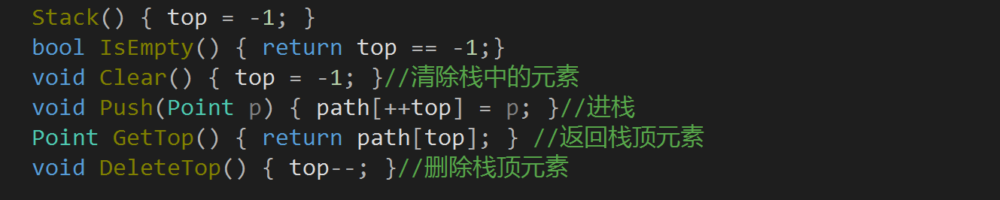 Stack() { top = -1; }
bool IsEmpty() { return top == -1;}
void Clear() { top = -1; }//清除栈中的元素
void Push(Point p) { path[++top] = p; }//进栈
Point GetTop() { return path[top]; } //返回栈顶元素
void DeleteTop() { top--; }//删除栈顶元素